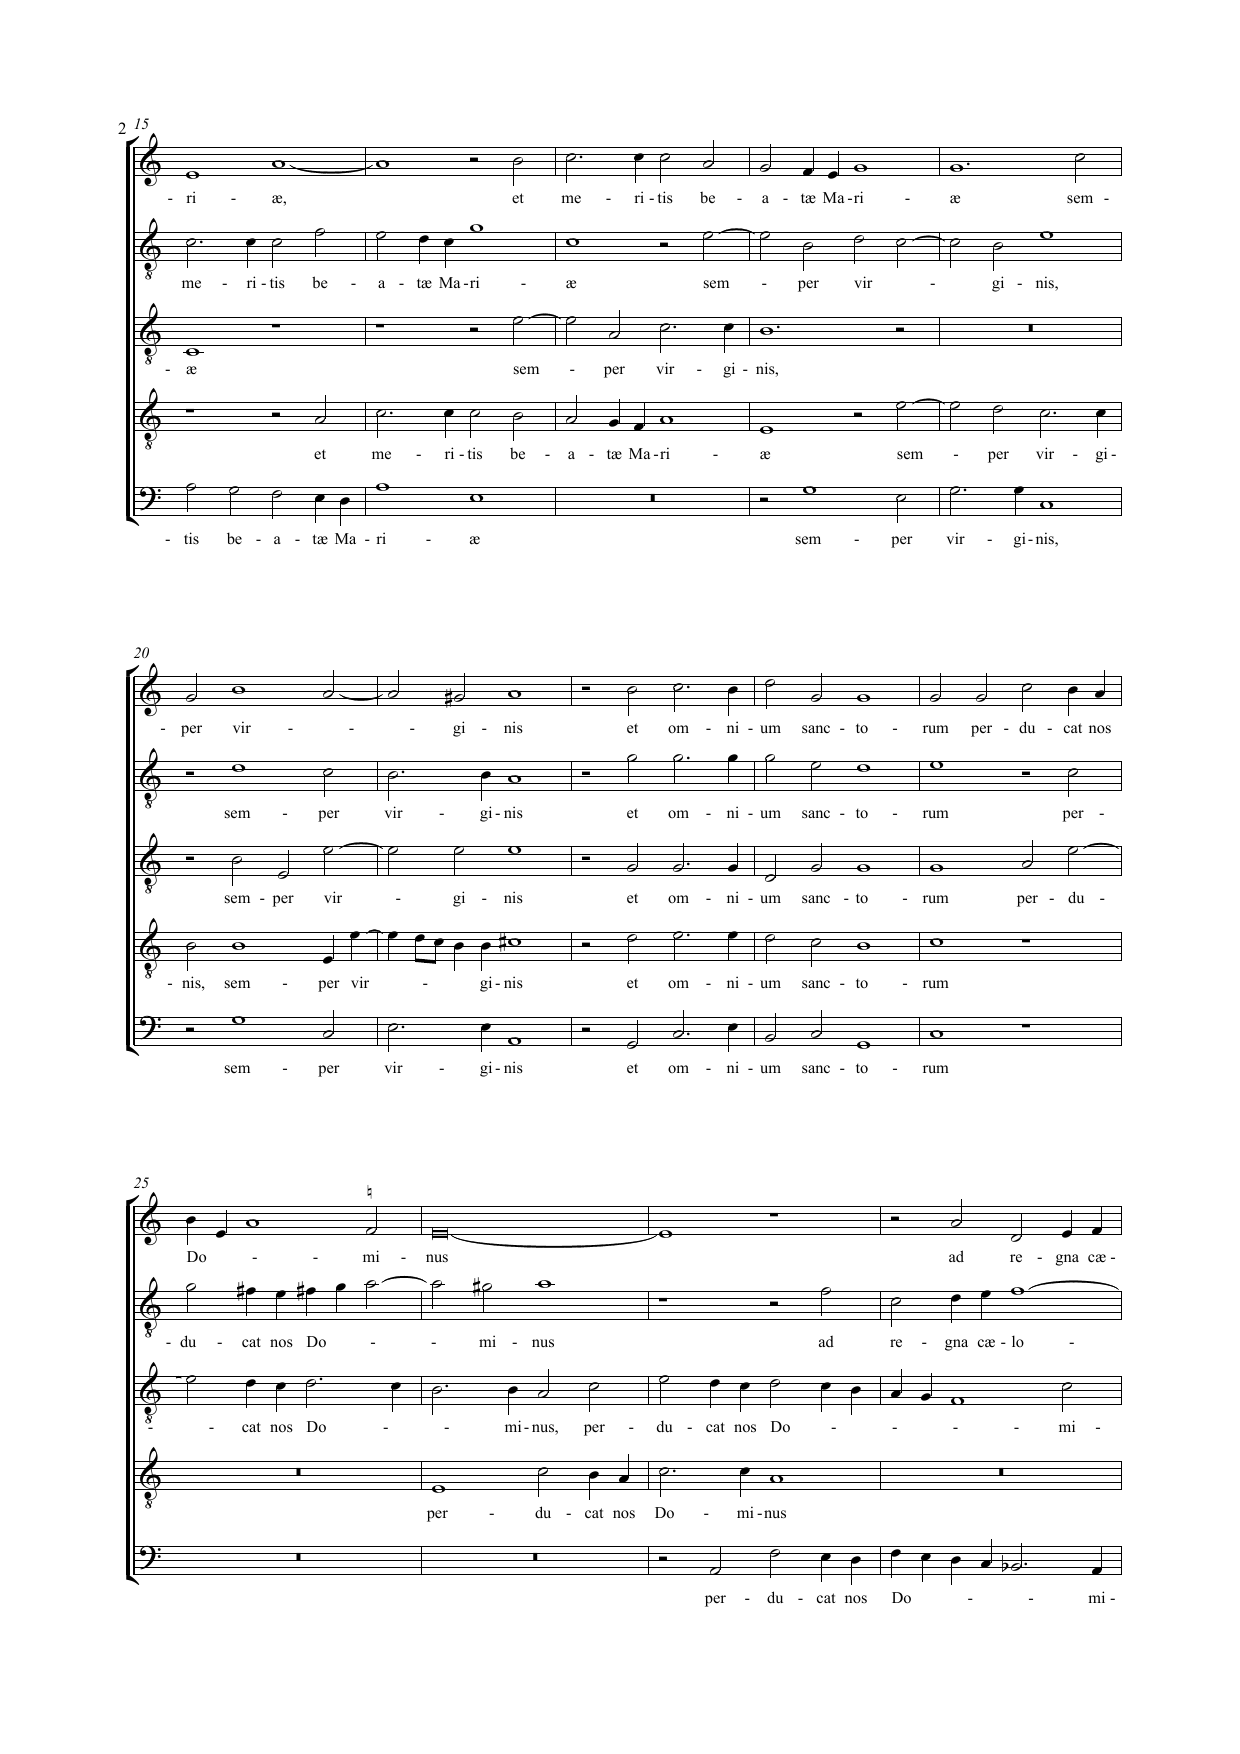 2 15
- ri - æ, et me - ri - tis be - a - tæ Ma - ri - æ sem -
me - ri - tis be - a - tæ Ma - ri - æ sem - per vir - gi - nis,
- æ sem - per vir - gi - nis,
et me - ri - tis be - a - tæ Ma - ri - æ sem - per vir - gi -
- tis be - a - tæ Ma - ri - æ sem - per vir - gi - nis,
20
- per vir - - - gi - nis et om - ni - um sanc - to - rum per - du - cat nos
sem - per vir - gi - nis et om - ni - um sanc - to - rum per -
sem - per vir - gi - nis et om - ni - um sanc - to - rum per - du -
- nis, sem - per vir - - gi - nis et om - ni - um sanc - to - rum
sem - per vir - gi - nis et om - ni - um sanc - to - rum
25
Do - - mi - nus ad re - gna cæ -
- du - cat nos Do - - mi - nus ad re - gna cæ - lo -
- - cat nos Do - - mi - nus, per - du - cat nos Do - - - - mi -
per - du - cat nos Do - mi - nus
per - du - cat nos Do - - mi -